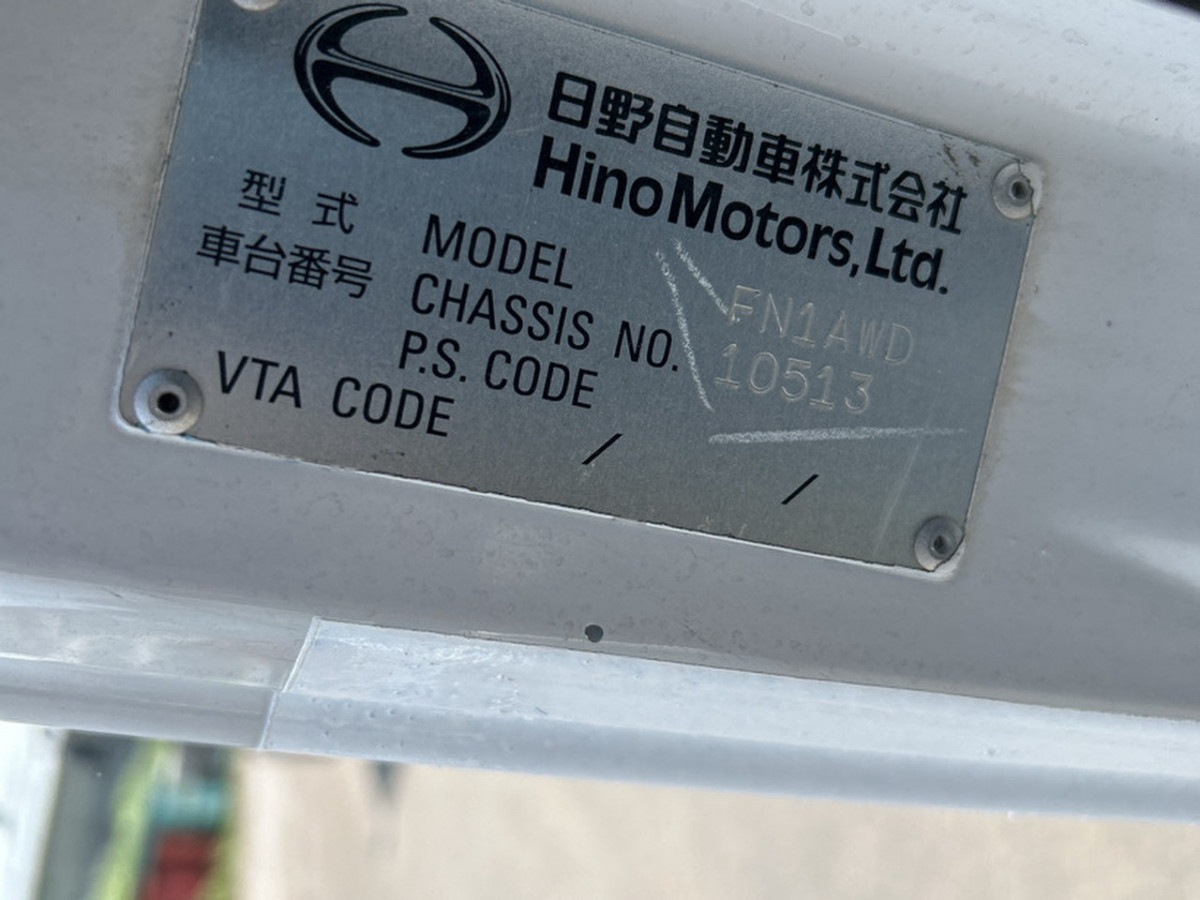 日野自動車株式会社
Hino Motors, Ltd.
型式 MODEL FN1AWD
車台番号 CHASSIS NO. 10513
P.S. CODE
VTA CODE / /